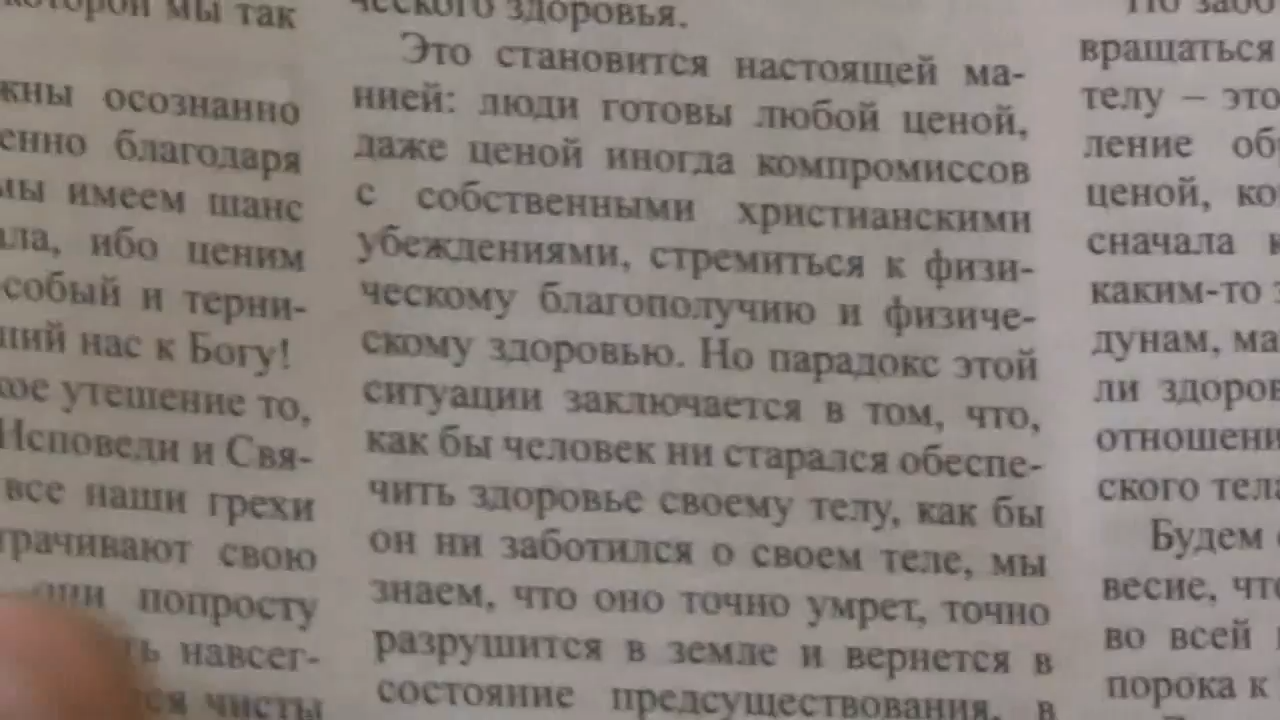 которой мы так
жны осознанно
енно благодаря
мы имеем шанс
ала, ибо ценим
собый и терни-
ший нас к Богу!
кое утешение то,
Исповеди и Свя-
все наши грехи
трачивают свою
они попросту
ть навсег-
ся чисты
ческого здоровья.
Это становится настоящей ма-
нией: люди готовы любой ценой,
даже ценой иногда компромиссов
с собственными христианскими
убеждениями, стремиться к физи-
ческому благополучию и физиче-
скому здоровью. Но парадокс этой
ситуации заключается в том, что,
как бы человек ни старался обеспе-
чить здоровье своему телу, как бы
он ни заботился о своем теле, мы
знаем, что оно точно умрет, точно
разрушится в земле и вернется в
состояние предсуществования, в
вращаться
телу – это
ление об
ценой, ко
сначала
каким-то
дунам, ма
ли здоров
отношени
ского тел
Будем
весие, что
во всей
порока к